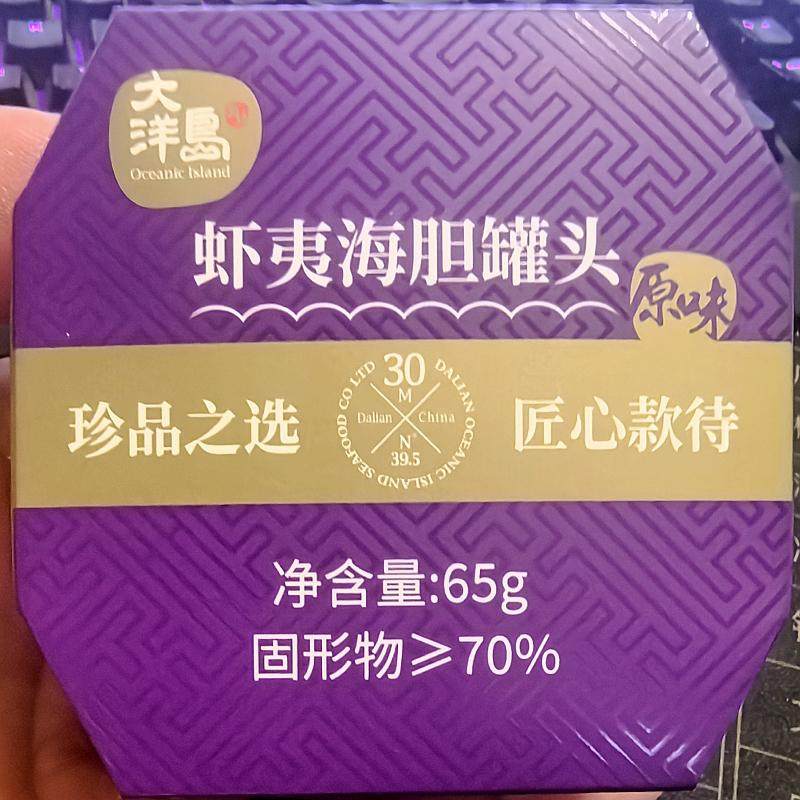 大洋島
Oceanic Island
虾夷海胆罐头
原味
珍品之选
DALIAN OCEANIC ISLAND SEAFOOD CO LTD
30
M
Dalian China
N°
39.5
匠心款待
净含量:65g
固形物≥70%